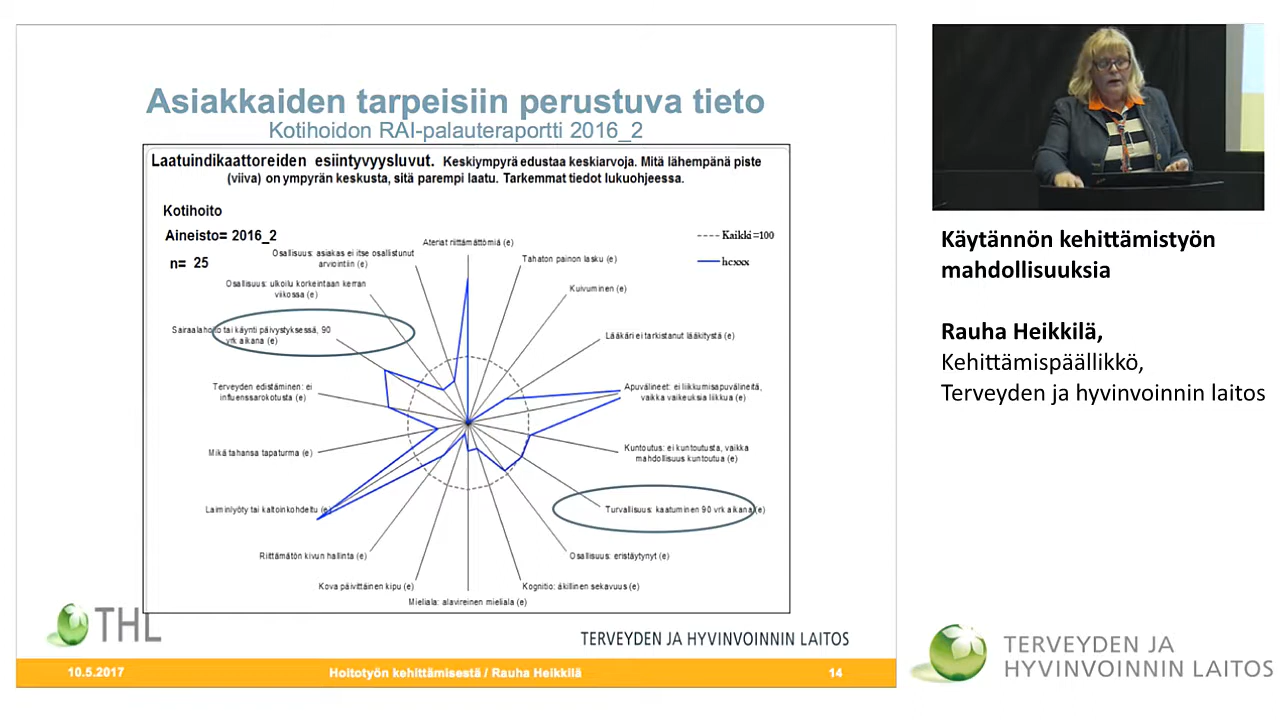 Asiakkaiden tarpeisiin perustuva tieto
Kotihoidon RAI-palauteraportti 2016_2
Laatuindikaattoreiden esiintyvyysluvut. Keskiympyrä edustaa keskiarvoja. Mitä lähempänä piste
(viiva) on ympyrän keskusta, sitä parempi laatu. Tarkemmat tiedot lukuohjeessa.
Kotihoito
Aineisto= 2016_2
n= 25
Kaikki=100
hcxxx
Ateriat riittämättömiä (e)
Tahaton painon lasku (e)
Kuivuminen (e)
Lääkäri ei tarkistanut lääkitystä (e)
Apuvälineet: ei liikkumisapuvälineitä,
vaikka vaikeuksia liikkua (e)
Kuntoutus: ei kuntoutusta, vaikka
mahdollisuus kuntoutua (e)
Turvallisuus: kaatuminen 90 vrk aikana (e)
Osallisuus: eristäytynyt (e)
Kognitio: äkillinen sekavuus (e)
Mieliala: alavireinen mieliala (e)
Kova päivittäinen kipu (e)
Riittämätön kivun hallinta (e)
Laiminlyöty tai kaltoinkohdeltu (e)
Mikä tahansa tapaturma (e)
Terveyden edistäminen: ei
influenssarokotusta (e)
Sairaalahoito tai käynti päivystyksessä, 90
vrk aikana (e)
Osallisuus: ulkoilu korkeintaan kerran
viikossa (e)
Osallisuus: asiakas ei itse osallistunut
arviointiin (e)
THL
TERVEYDEN JA HYVINVOINNIN LAITOS
10.5.2017
Hoitotyön kehittämisestä / Rauha Heikkilä
14
Käytännön kehittämistyön
mahdollisuuksia
Rauha Heikkilä,
Kehittämispäällikkö,
Terveyden ja hyvinvoinnin laitos
TERVEYDEN JA
HYVINVOINNIN LAITOS